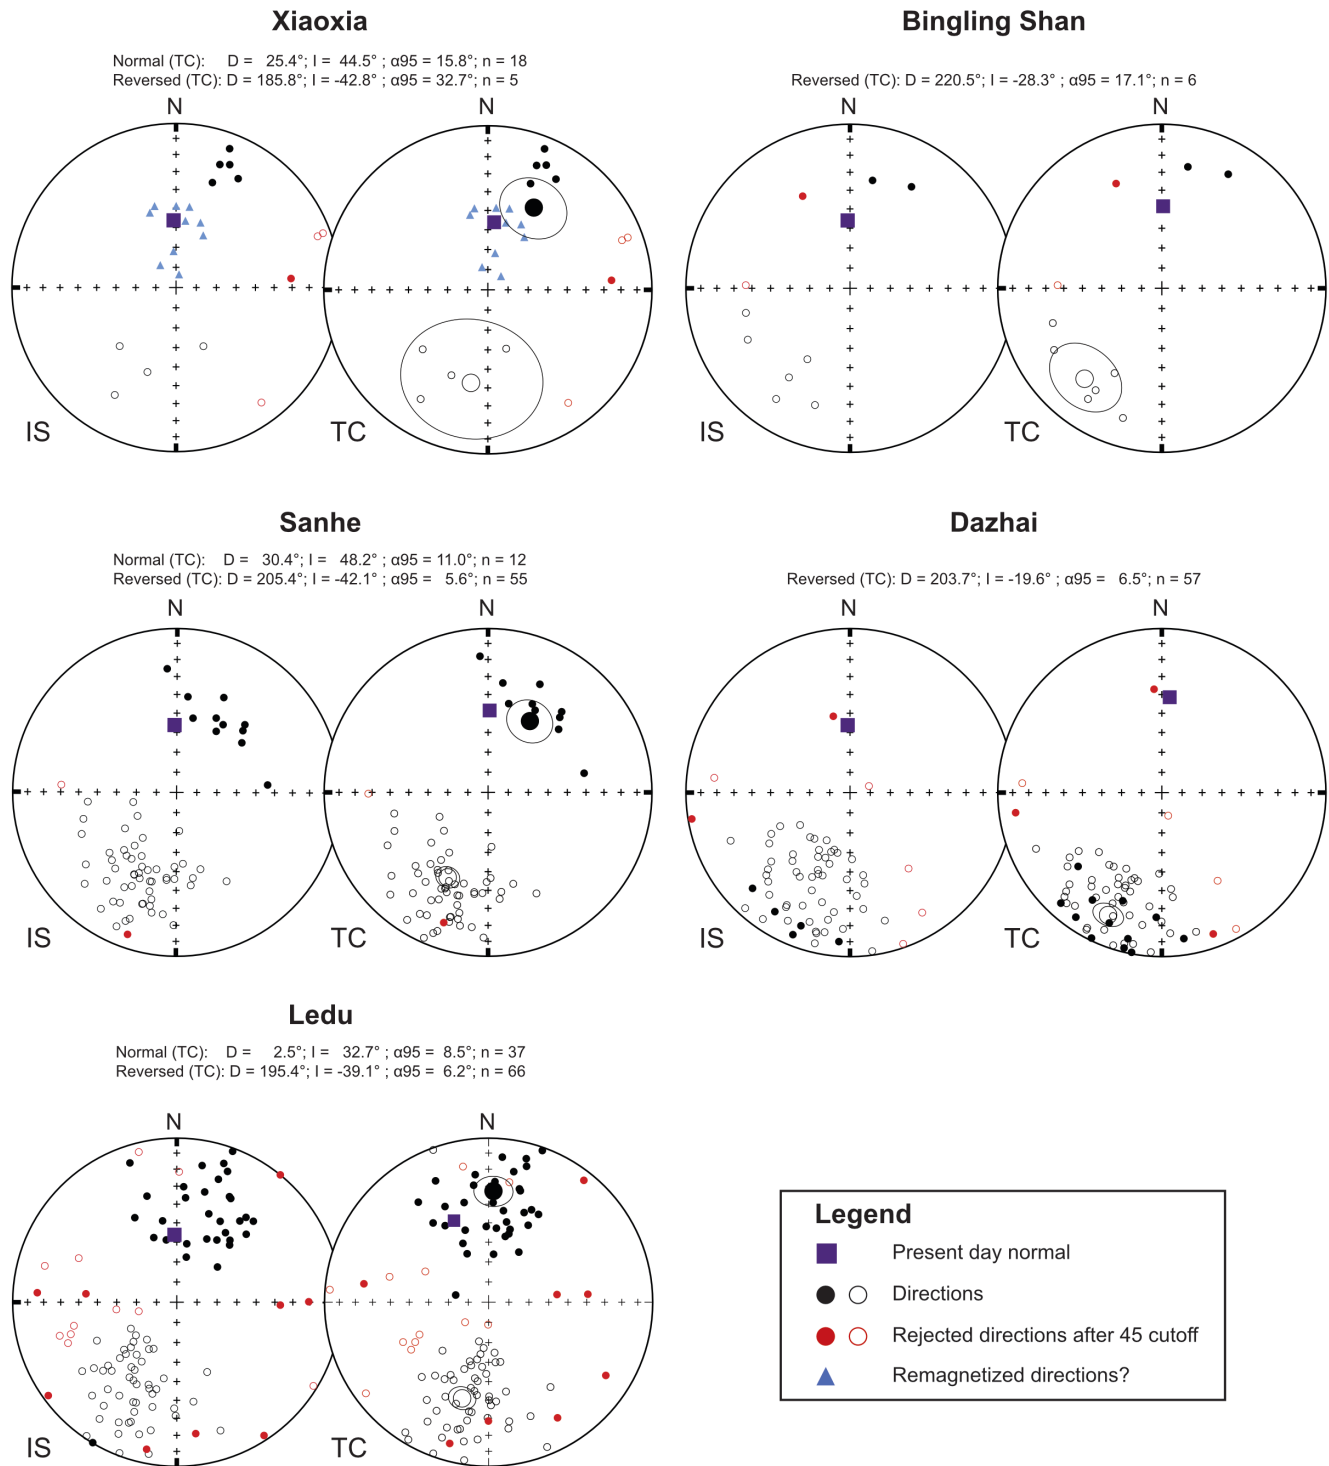 Xiaoxia
Normal (TC): D = 25.4°; I = 44.5° ; α95 = 15.8°; n = 18
Reversed (TC): D = 185.8°; I = -42.8° ; α95 = 32.7°; n = 5
N
N
IS
TC
Bingling Shan
Reversed (TC): D = 220.5°; I = -28.3° ; α95 = 17.1°; n = 6
N
N
IS
TC
Sanhe
Normal (TC): D = 30.4°; I = 48.2° ; α95 = 11.0°; n = 12
Reversed (TC): D = 205.4°; I = -42.1° ; α95 = 5.6°; n = 55
N
N
IS
TC
Dazhai
Reversed (TC): D = 203.7°; I = -19.6° ; α95 = 6.5°; n = 57
N
N
IS
TC
Ledu
Normal (TC): D = 2.5°; I = 32.7° ; α95 = 8.5°; n = 37
Reversed (TC): D = 195.4°; I = -39.1° ; α95 = 6.2°; n = 66
N
N
IS
TC
Legend
Present day normal
Directions
Rejected directions after 45 cutoff
Remagnetized directions?